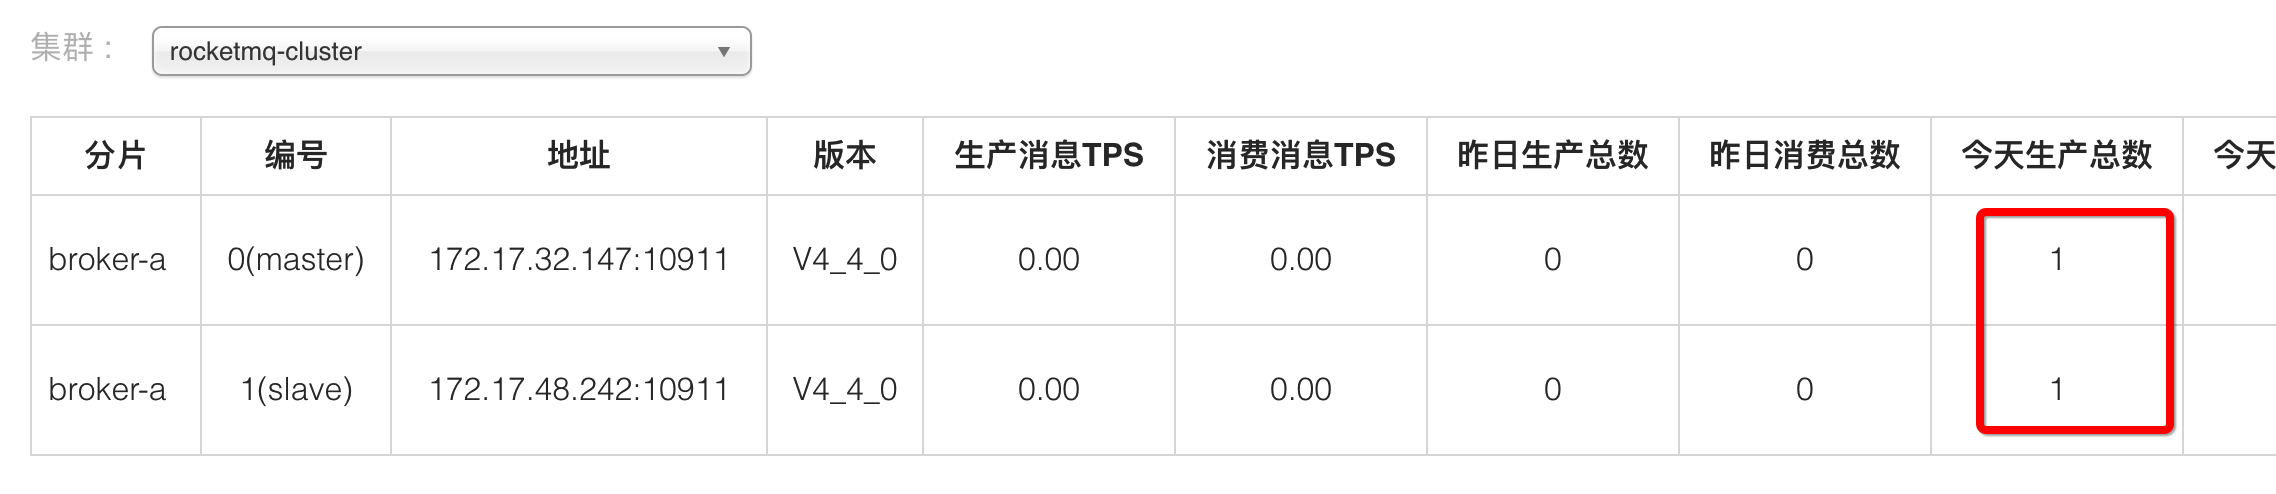 集群：
rocketmq-cluster
分片 编号 地址 版本 生产消息TPS 消费消息TPS 昨日生产总数 昨日消费总数 今天生产总数 今天
broker-a 0(master) 172.17.32.147:10911 V4_4_0 0.00 0.00 0 0 1
broker-a 1(slave) 172.17.48.242:10911 V4_4_0 0.00 0.00 0 0 1